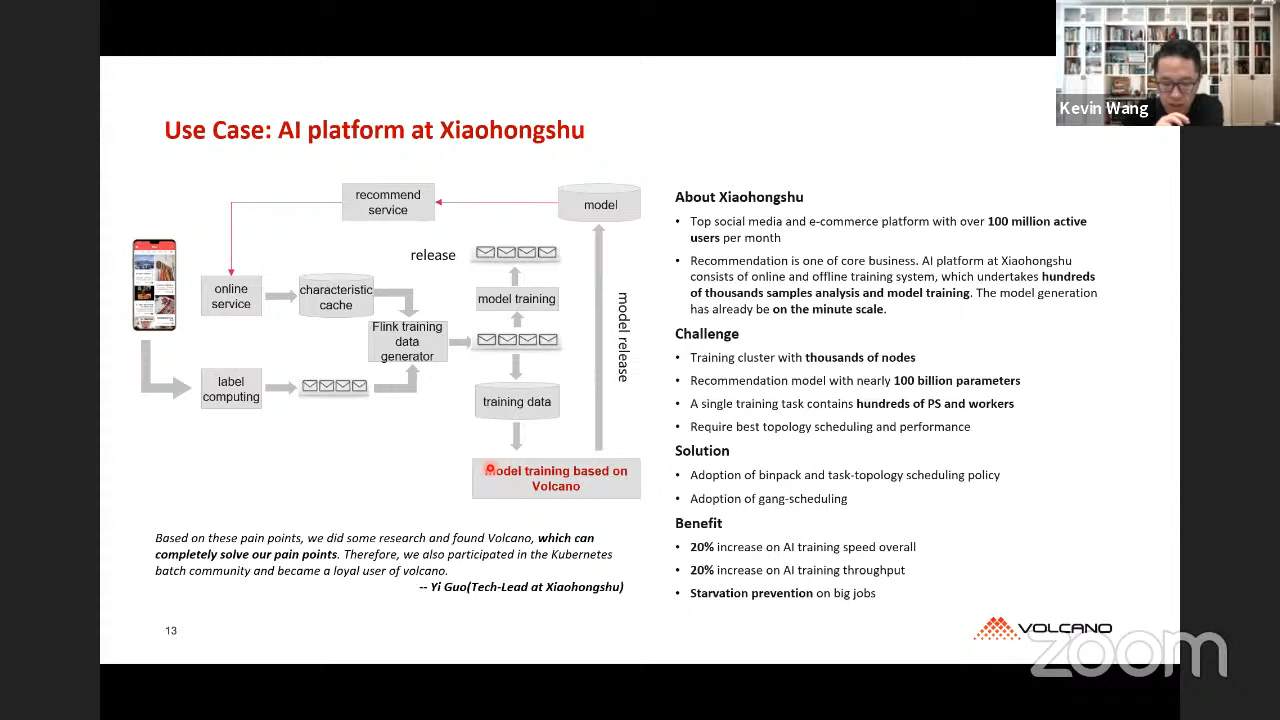 Kevin Wang
Use Case: AI platform at Xiaohongshu
recommend
service
model
release
online
service
characteristic
cache
model training
Flink training
data
generator
model release
label
computing
training data
model training based on
Volcano
Based on these pain points, we did some research and found Volcano, which can
completely solve our pain points. Therefore, we also participated in the Kubernetes
batch community and became a loyal user of volcano.
-- Yi Guo(Tech-Lead at Xiaohongshu)
About Xiaohongshu
• Top social media and e-commerce platform with over 100 million active
users per month
• Recommendation is one of core business. AI platform at Xiaohongshu
consists of online and offline training system, which undertakes hundreds
of thousands samples analysis and model training. The model generation
has already be on the minute scale.
Challenge
• Training cluster with thousands of nodes
• Recommendation model with nearly 100 billion parameters
• A single training task contains hundreds of PS and workers
• Require best topology scheduling and performance
Solution
• Adoption of binpack and task-topology scheduling policy
• Adoption of gang-scheduling
Benefit
• 20% increase on AI training speed overall
• 20% increase on AI training throughput
• Starvation prevention on big jobs
13
VOLCANO
zoom